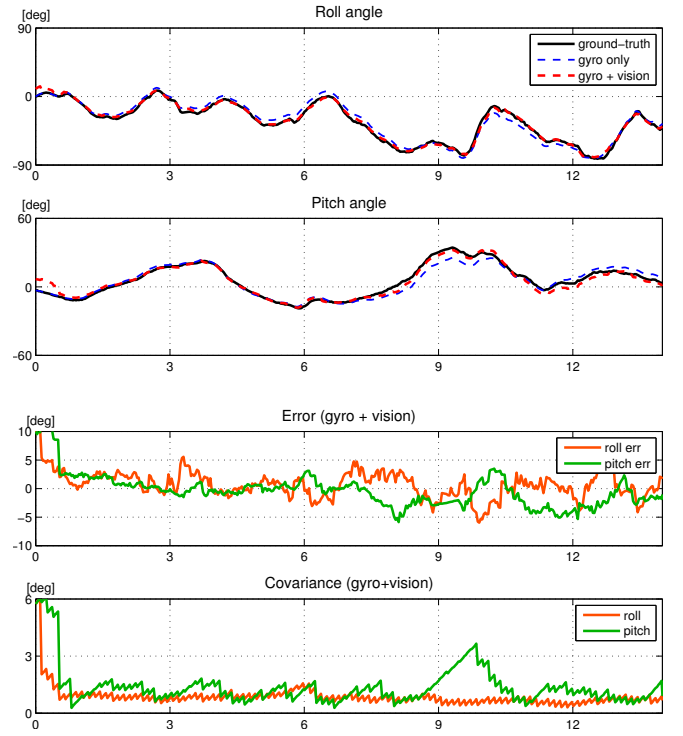 [deg]
Roll angle
90
0
-90
ground-truth
gyro only
gyro + vision
0
3
6
9
12
[deg]
Pitch angle
60
0
-60
0
3
6
9
12
[deg]
Error (gyro + vision)
10
5
0
-5
-10
roll err
pitch err
0
3
6
9
12
[deg]
Covariance (gyro+vision)
6
3
0
roll
pitch
0
3
6
9
12